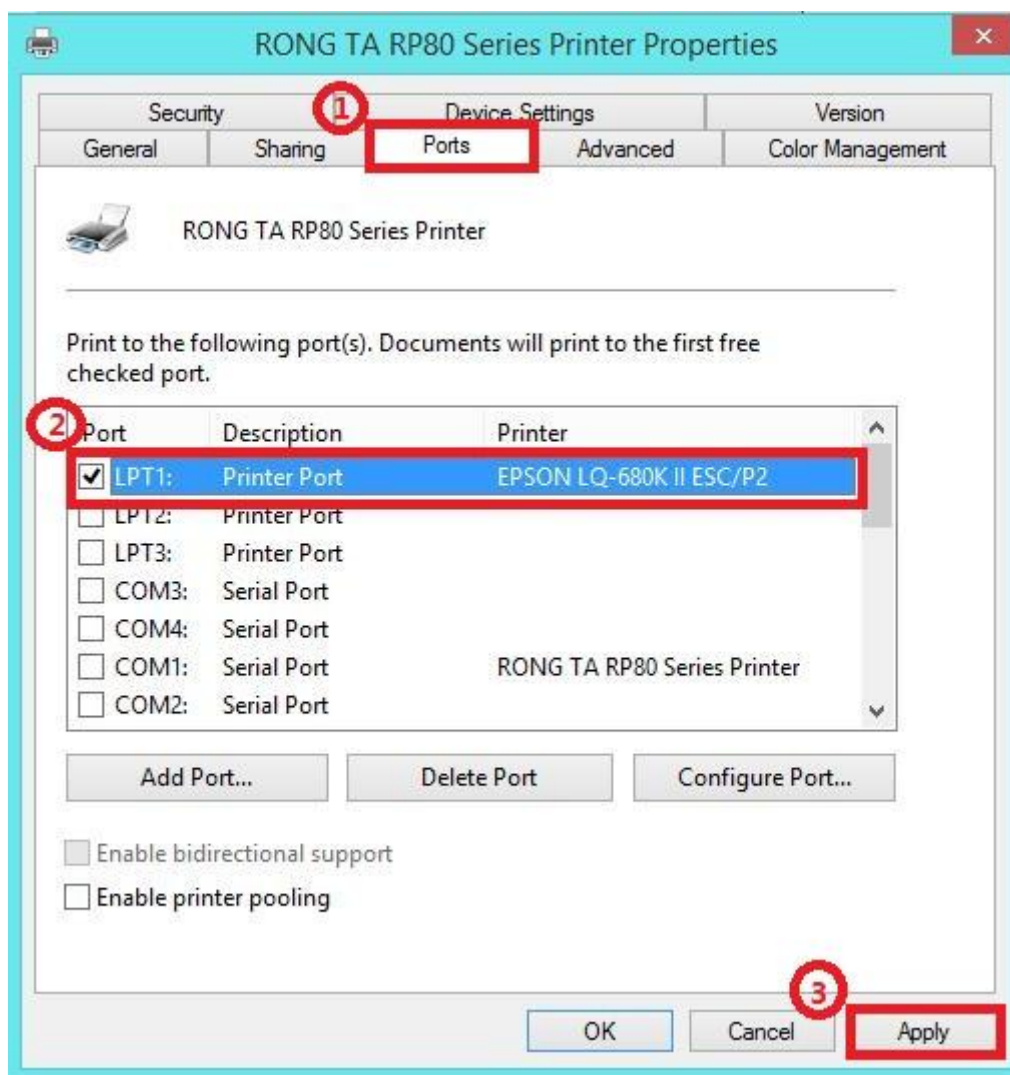 RONG TA RP80 Series Printer Properties
Security 1 Device Settings Version
General Sharing Ports Advanced Color Management
RONG TA RP80 Series Printer
Print to the following port(s). Documents will print to the first free
checked port.
2 Port Description Printer
LPT1: Printer Port EPSON LQ-680K II ESC/P2
LPT2: Printer Port
LPT3: Printer Port
COM3: Serial Port
COM4: Serial Port
COM1: Serial Port RONG TA RP80 Series Printer
COM2: Serial Port
Add Port... Delete Port Configure Port...
Enable bidirectional support
Enable printer pooling
3
OK Cancel Apply